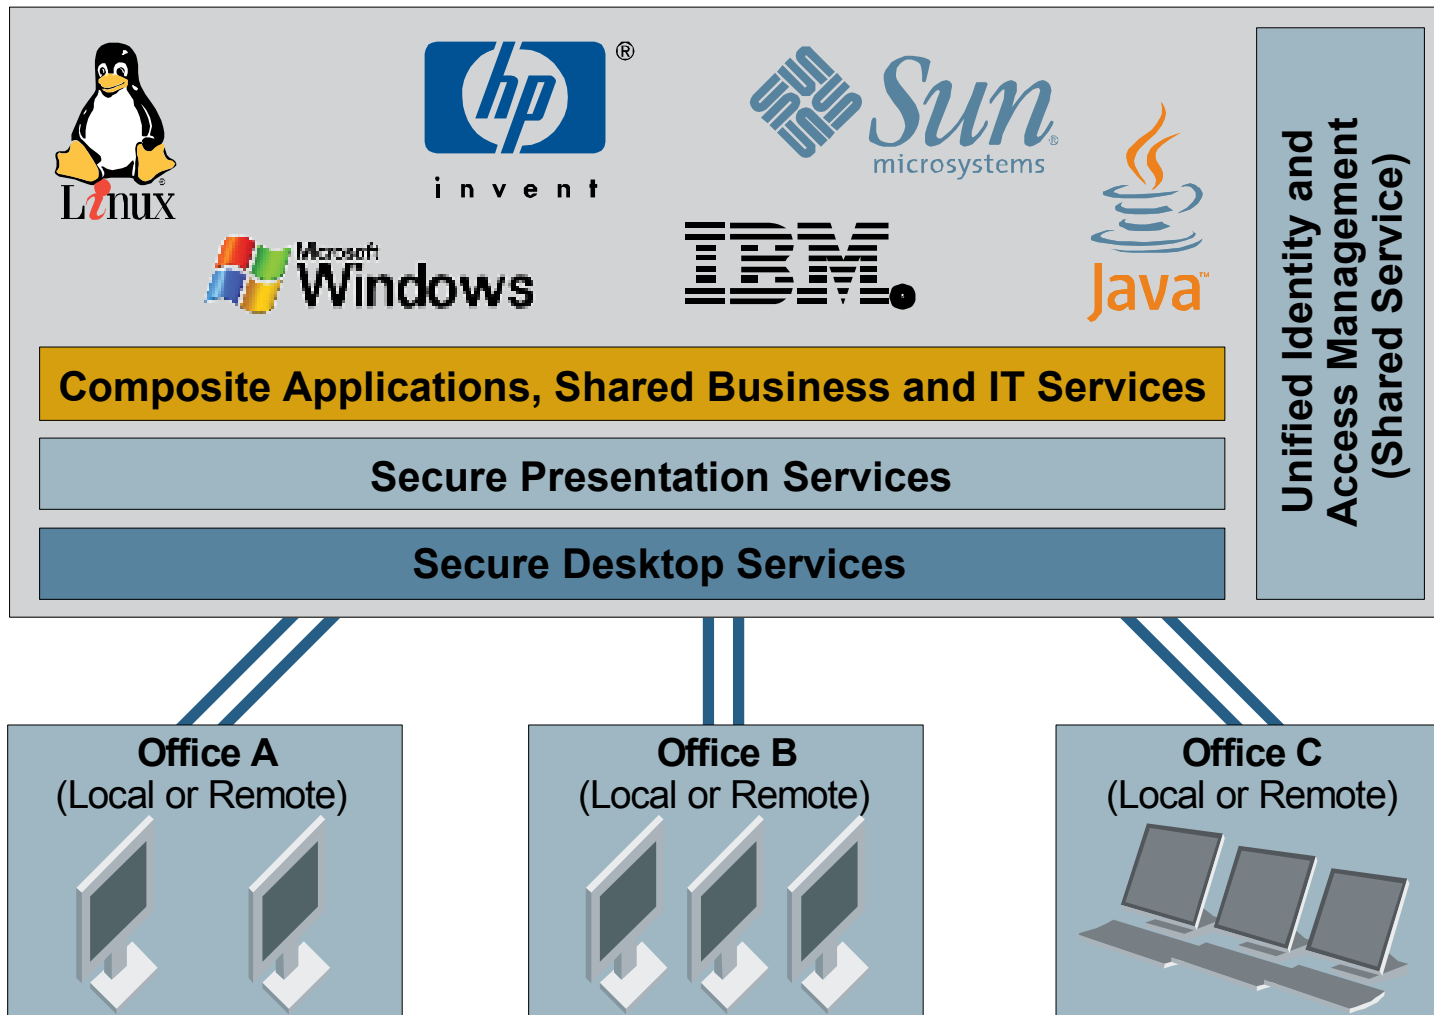 Linux®
hp ®
invent
Sun
microsystems
Microsoft
Windows
IBM®
Java™
Composite Applications, Shared Business and IT Services
Secure Presentation Services
Secure Desktop Services
Unified Identity and
Access Management
(Shared Service)
Office A
(Local or Remote)
Office B
(Local or Remote)
Office C
(Local or Remote)